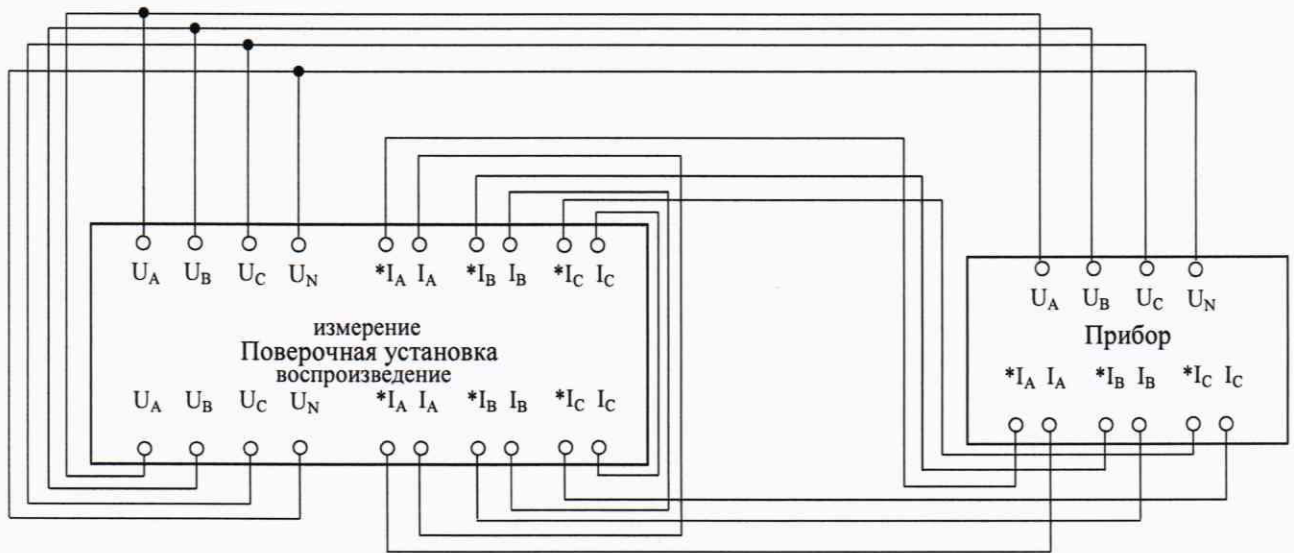 U_A U_B U_C U_N *I_A I_A *I_B I_B *I_C I_C
измерение
Поверочная установка
воспроизведение
U_A U_B U_C U_N *I_A I_A *I_B I_B *I_C I_C
U_A U_B U_C U_N
Прибор
*I_A I_A *I_B I_B *I_C I_C